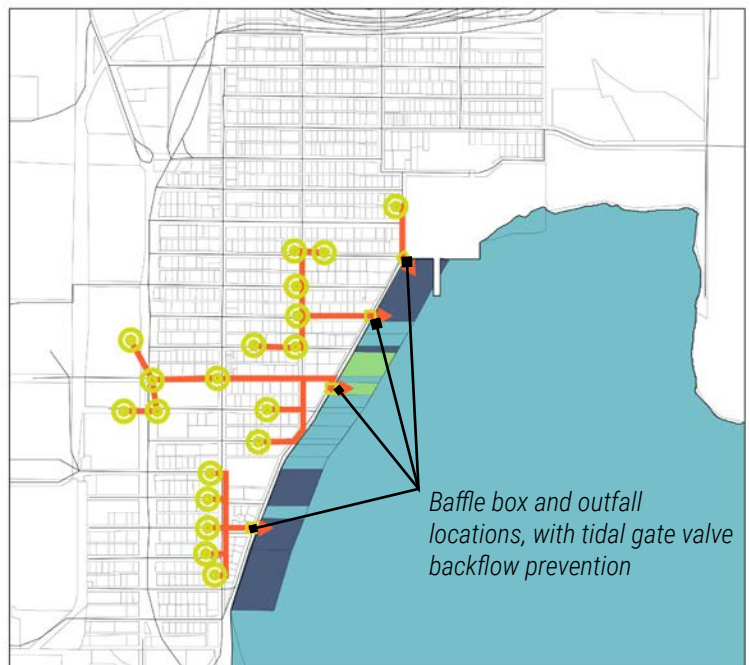 Baffle box and outfall
locations, with tidal gate valve
backflow prevention